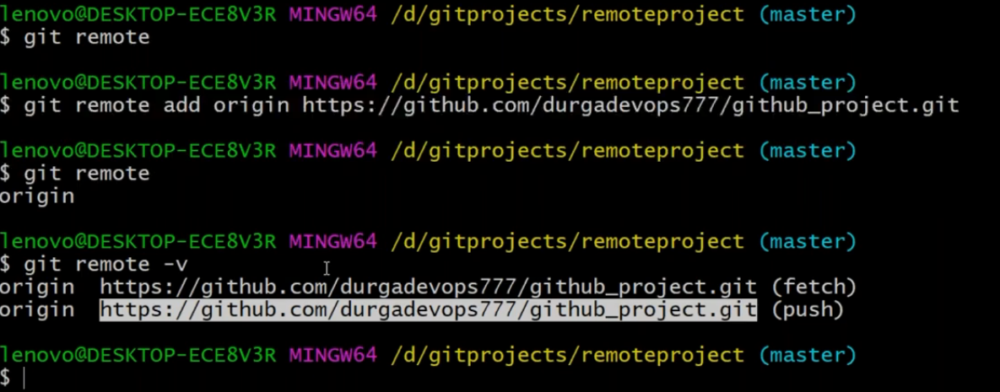 lenovo@DESKTOP-ECE8V3R MINGW64 /d/gitprojects/remoteproject (master)
$ git remote
lenovo@DESKTOP-ECE8V3R MINGW64 /d/gitprojects/remoteproject (master)
$ git remote add origin https://github.com/durgadevops777/github_project.git
lenovo@DESKTOP-ECE8V3R MINGW64 /d/gitprojects/remoteproject (master)
$ git remote
origin
lenovo@DESKTOP-ECE8V3R MINGW64 /d/gitprojects/remoteproject (master)
$ git remote -v
origin  https://github.com/durgadevops777/github_project.git (fetch)
origin  https://github.com/durgadevops777/github_project.git (push)
lenovo@DESKTOP-ECE8V3R MINGW64 /d/gitprojects/remoteproject (master)
$